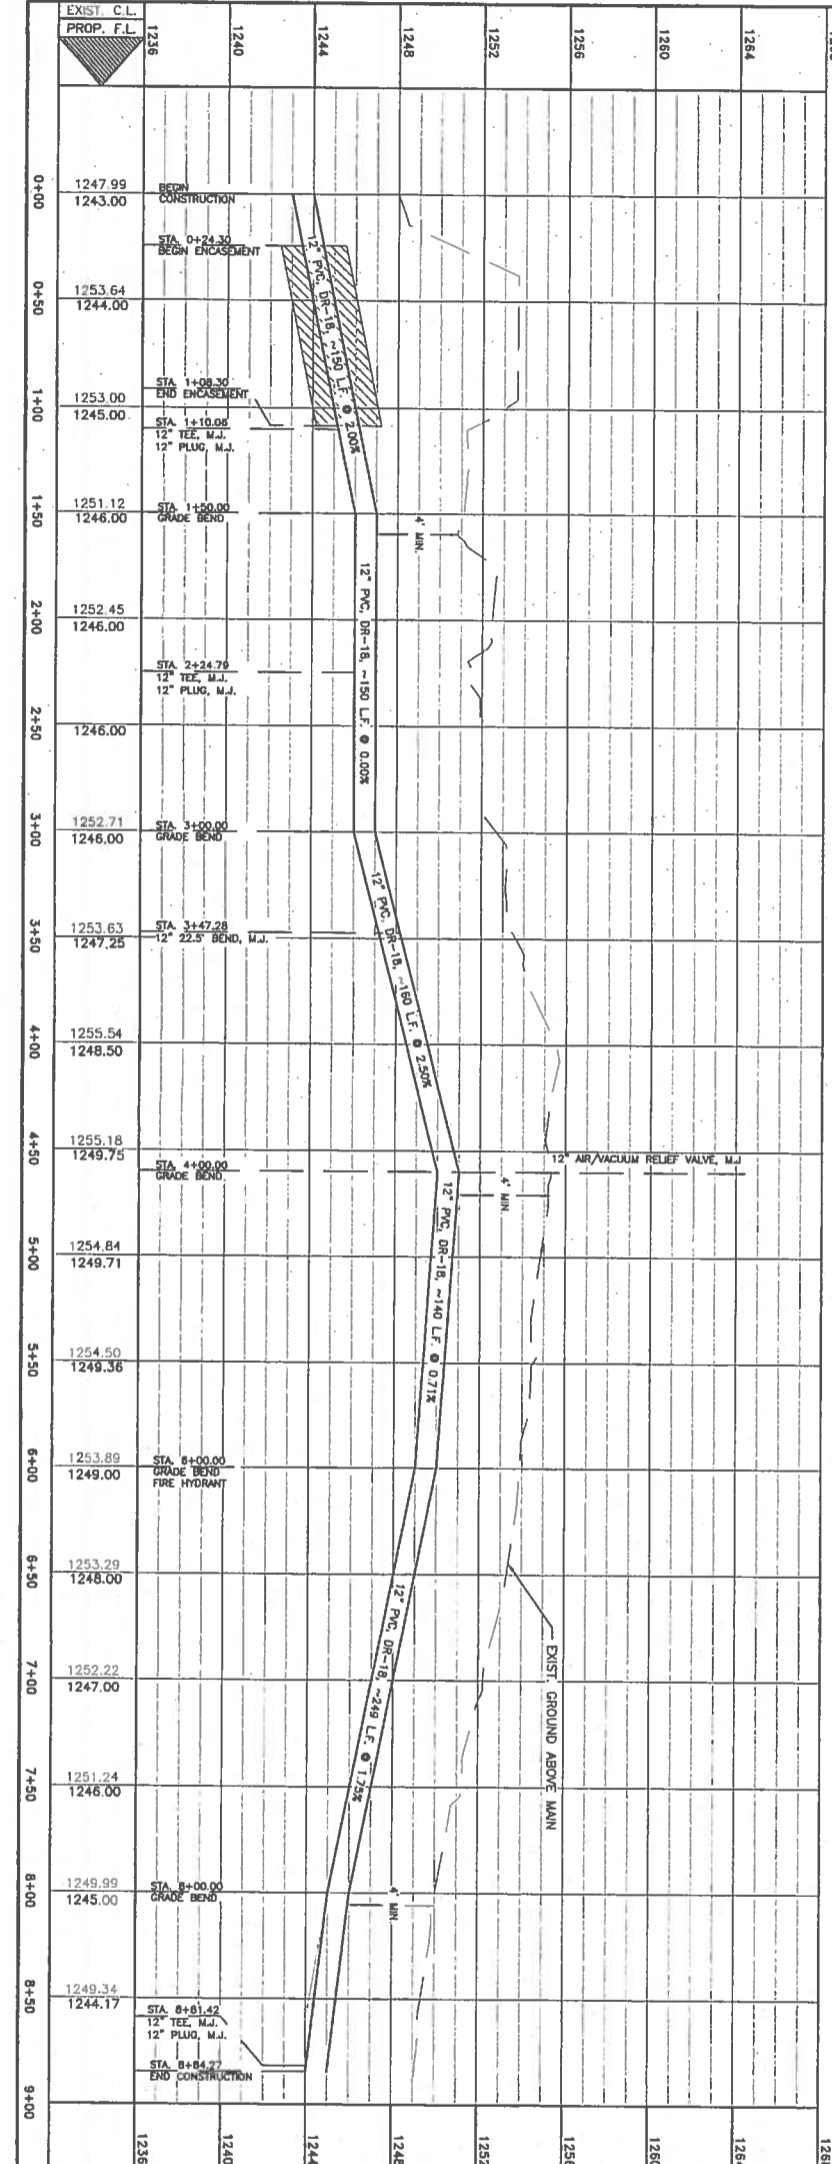 EXIST. C.L.
PROP. F.L.
1236
1240
1244
1248
1252
1256
1260
1264
0+00
1247.99
1243.00
BEGIN
CONSTRUCTION
STA. 0+24.30
BEGIN ENCASEMENT
12" PVC, DR-18, ~150 L.F. @ 2.00%
0+50
1253.64
1244.00
STA. 1+08.30
END ENCASEMENT
1+00
1253.00
1245.00
STA. 1+10.08
12" TEE, M.J.
12" PLUG, M.J.
1+50
1251.12
1246.00
STA. 1+50.00
GRADE BEND
4' MIN.
12" PVC, DR-18, ~150 L.F. @ 0.00%
2+00
1252.45
1246.00
STA. 2+24.79
12" TEE, M.J.
12" PLUG, M.J.
2+50
1246.00
3+00
1252.71
1246.00
STA. 3+00.00
GRADE BEND
12" PVC, DR-18, ~160 L.F. @ 2.50%
3+50
1253.63
1247.25
STA. 3+47.28
12" 22.5° BEND, M.J.
4+00
1255.54
1248.50
4+50
1255.18
1249.75
STA. 4+00.00
GRADE BEND
12" AIR/VACUUM RELIEF VALVE, M.J
4' MIN
12" PVC, DR-18, ~140 L.F. @ 0.71%
5+00
1254.84
1249.71
5+50
1254.50
1249.36
6+00
1253.89
1249.00
STA. 6+00.00
GRADE BEND
FIRE HYDRANT
6+50
1253.29
1248.00
12" PVC, DR-18, ~249 L.F. @ 1.75%
EXIST. GROUND ABOVE MAIN
7+00
1252.22
1247.00
7+50
1251.24
1246.00
8+00
1249.99
1245.00
STA. 8+00.00
GRADE BEND
4' MIN.
8+50
1249.34
1244.17
STA. 8+81.42
12" TEE, M.J.
12" PLUG, M.J.
STA. 8+84.27
END CONSTRUCTION
9+00
1236
1240
1244
1248
1252
1256
1260